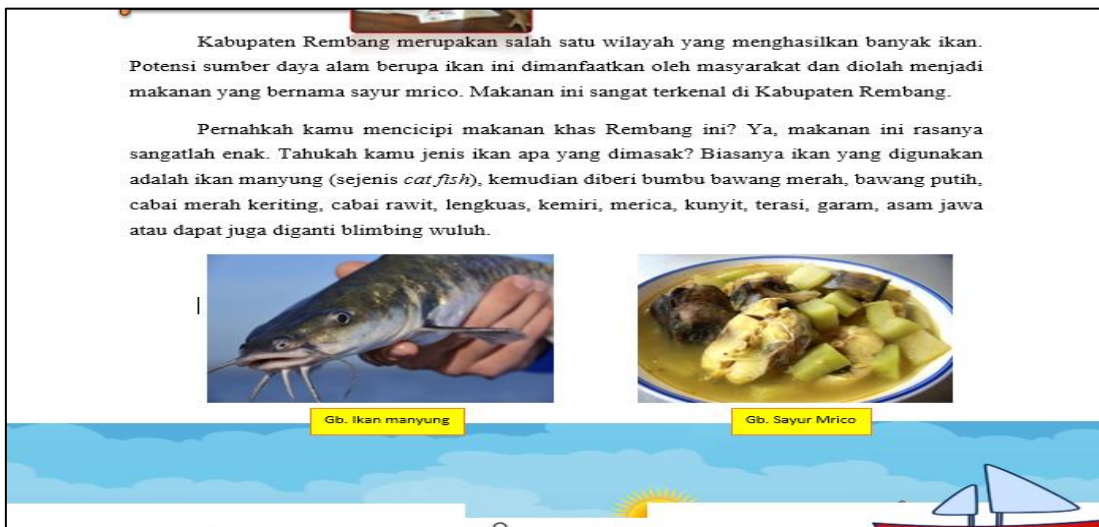 Kabupaten Rembang merupakan salah satu wilayah yang menghasilkan banyak ikan.
Potensi sumber daya alam berupa ikan ini dimanfaatkan oleh masyarakat dan diolah menjadi
makanan yang bernama sayur mrico. Makanan ini sangat terkenal di Kabupaten Rembang.
Pernahkah kamu mencicipi makanan khas Rembang ini? Ya, makanan ini rasanya
sangatlah enak. Tahukah kamu jenis ikan apa yang dimasak? Biasanya ikan yang digunakan
adalah ikan manyung (sejenis cat fish), kemudian diberi bumbu bawang merah, bawang putih,
cabai merah keriting, cabai rawit, lengkuas, kemiri, merica, kunyit, terasi, garam, asam jawa
atau dapat juga diganti blimbing wuluh.
Gb. Ikan manyung
Gb. Sayur Mrico